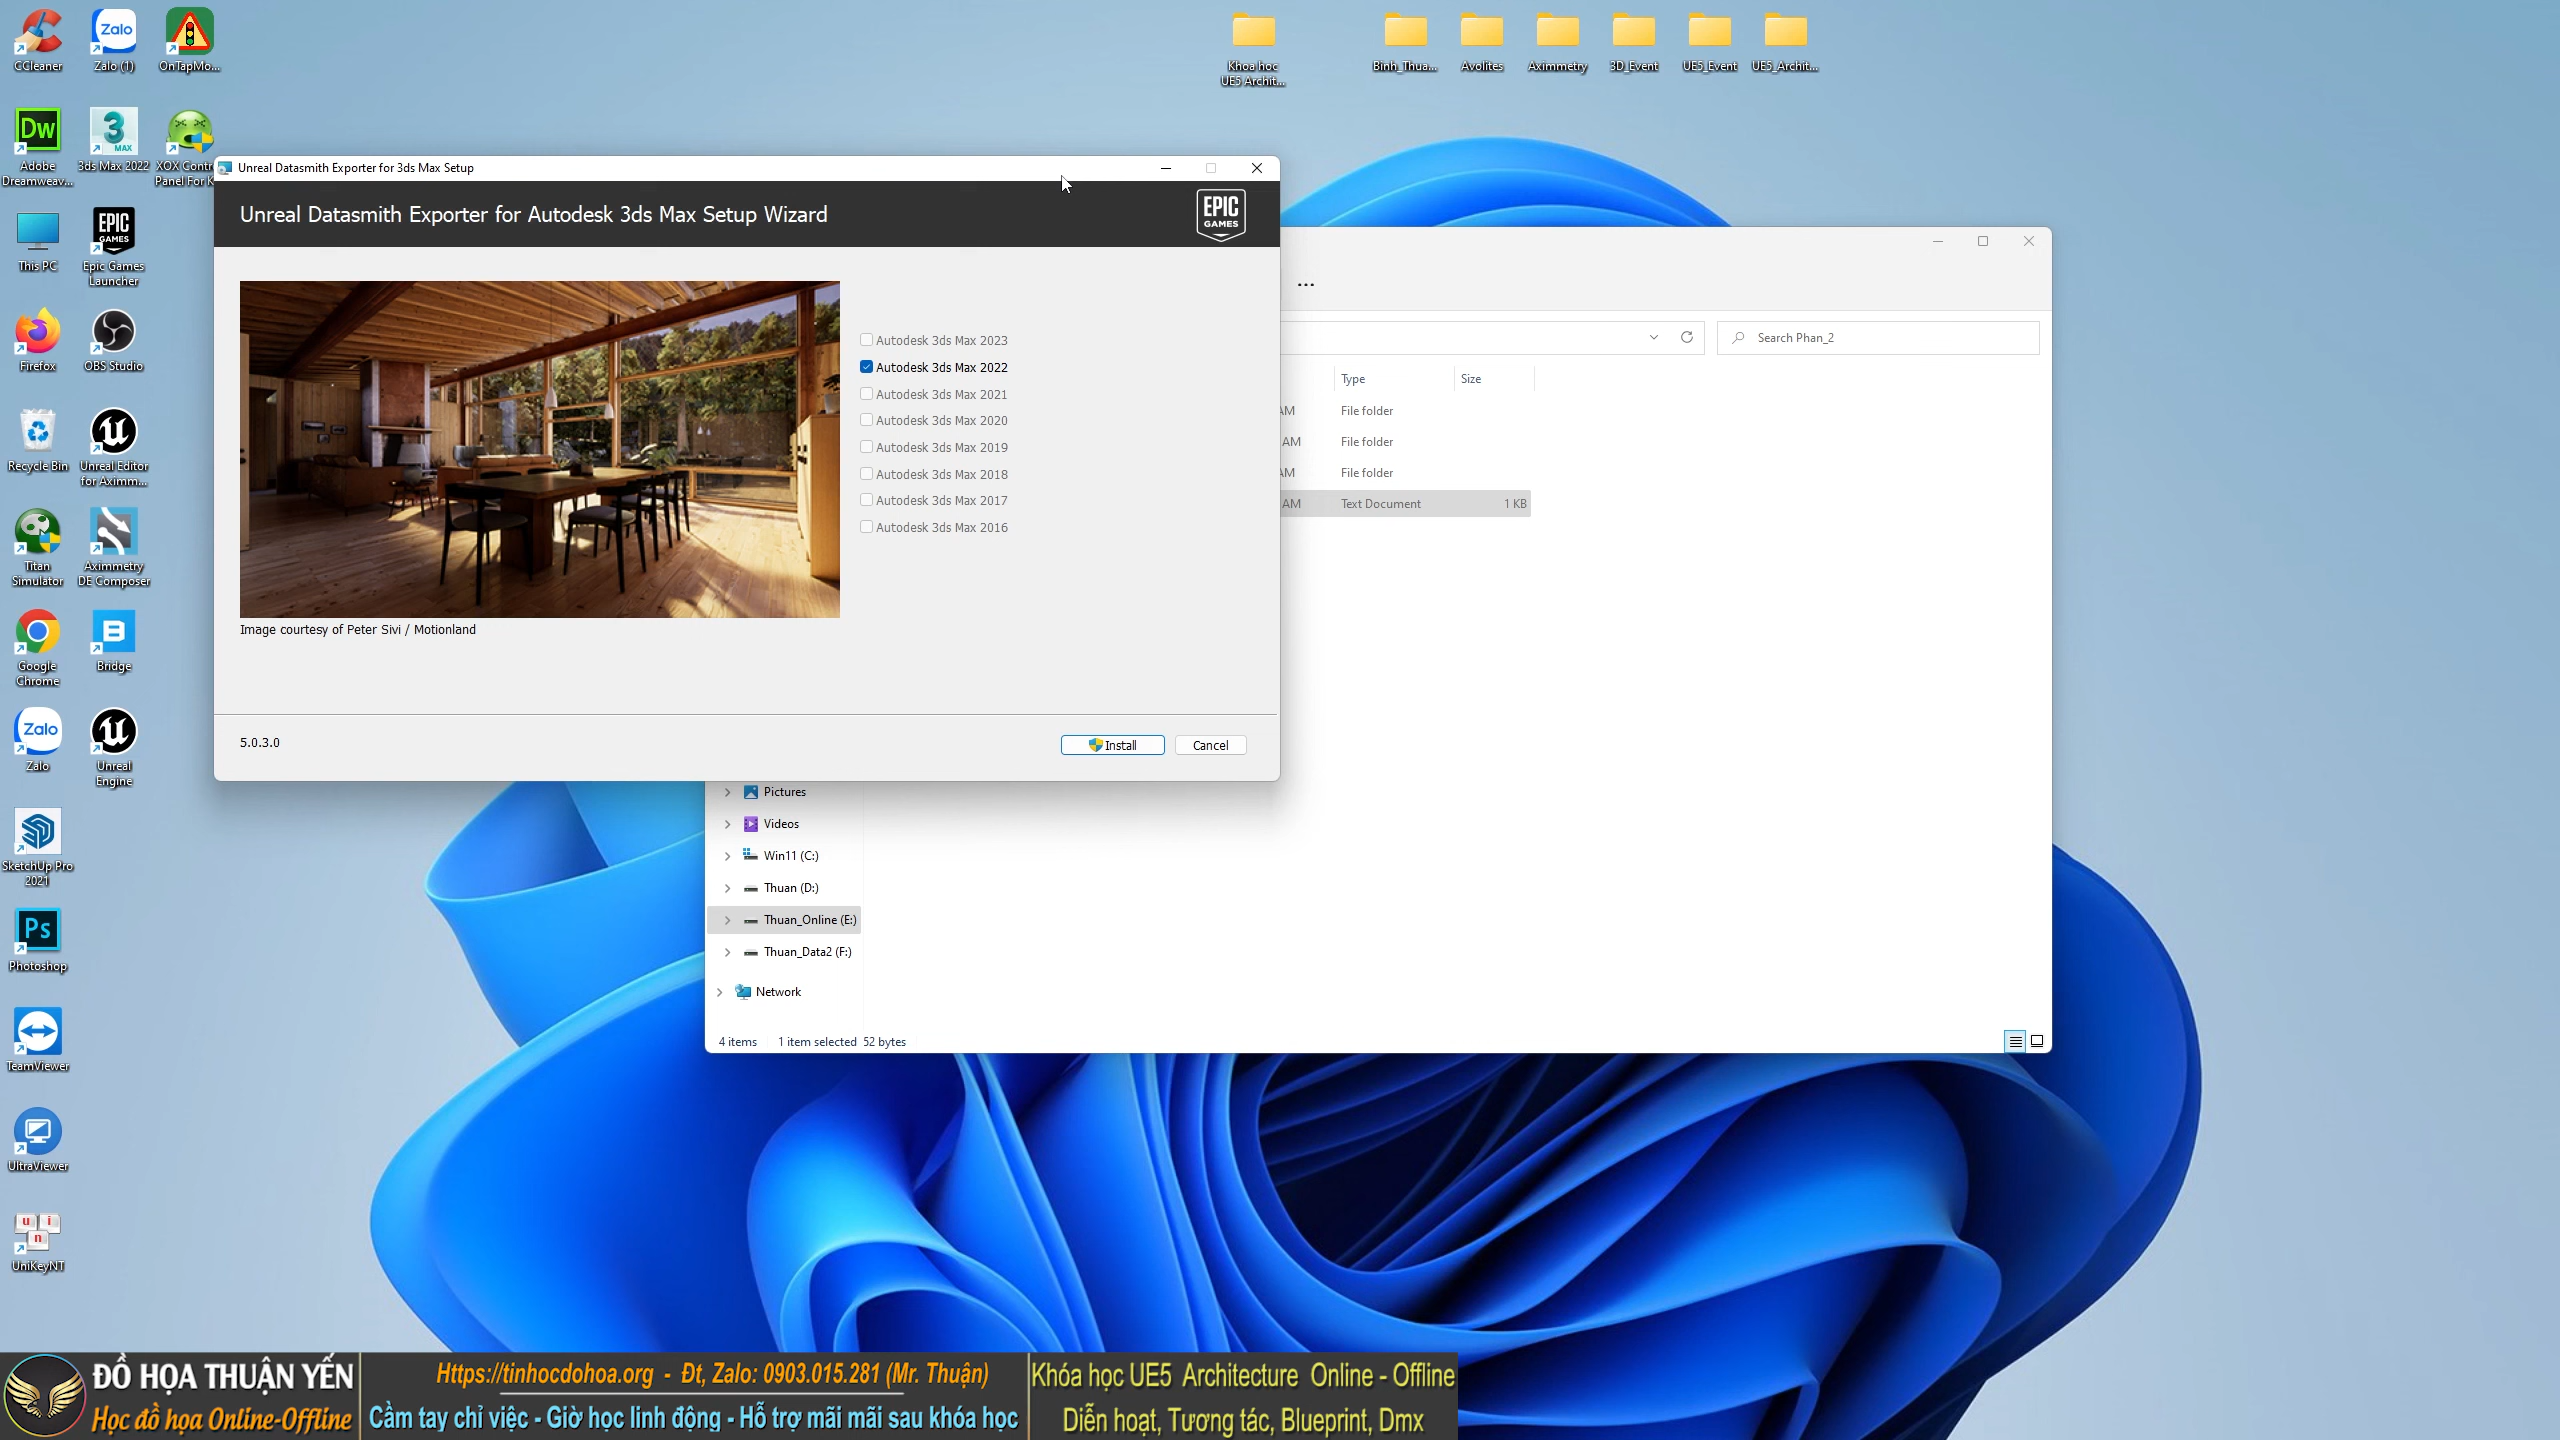 CCleaner
Zalo
Zalo (1)
OnTapMo...
Khoa hoc
UE5 Archit...
Binh_Thua...
Avolites
Aximmetry
3D_Event
UE5_Event
UE5_Archit...
Dw
Adobe
Dreamweav...
3
MAX
3ds Max 2022
XOX Contr
Panel For K
This PC
EPIC
GAMES
Epic Games
Launcher
Firefox
OBS Studio
Recycle Bin
Unreal Editor
for Aximm...
Titan
Simulator
Aximmetry
DE Composer
Google
Chrome
Bridge
Zalo
Zalo
Unreal
Engine
SketchUp Pro
2021
Ps
Photoshop
TeamViewer
UltraViewer
u i
n
UniKeyNT
Unreal Datasmith Exporter for 3ds Max Setup
Unreal Datasmith Exporter for Autodesk 3ds Max Setup Wizard
EPIC
GAMES
Autodesk 3ds Max 2023
Autodesk 3ds Max 2022
Autodesk 3ds Max 2021
Autodesk 3ds Max 2020
Autodesk 3ds Max 2019
Autodesk 3ds Max 2018
Autodesk 3ds Max 2017
Autodesk 3ds Max 2016
Image courtesy of Peter Sivi / Motionland
5.0.3.0
Install
Cancel
...
Search Phan_2
Type
Size
AM
File folder
AM
File folder
AM
File folder
AM
Text Document
1 KB
Pictures
Videos
Win11 (C:)
Thuan (D:)
Thuan_Online (E:)
Thuan_Data2 (F:)
Network
4 items
1 item selected
52 bytes
ĐỒ HỌA THUẬN YẾN
Học đồ họa Online-Offline
Https://tinhocdohoa.org - Đt, Zalo: 0903.015.281 (Mr. Thuận)
Cầm tay chỉ việc - Giờ học linh động - Hỗ trợ mãi mãi sau khóa học
Khóa học UE5 Architecture Online - Offline
Diễn hoạt, Tương tác, Blueprint, Dmx